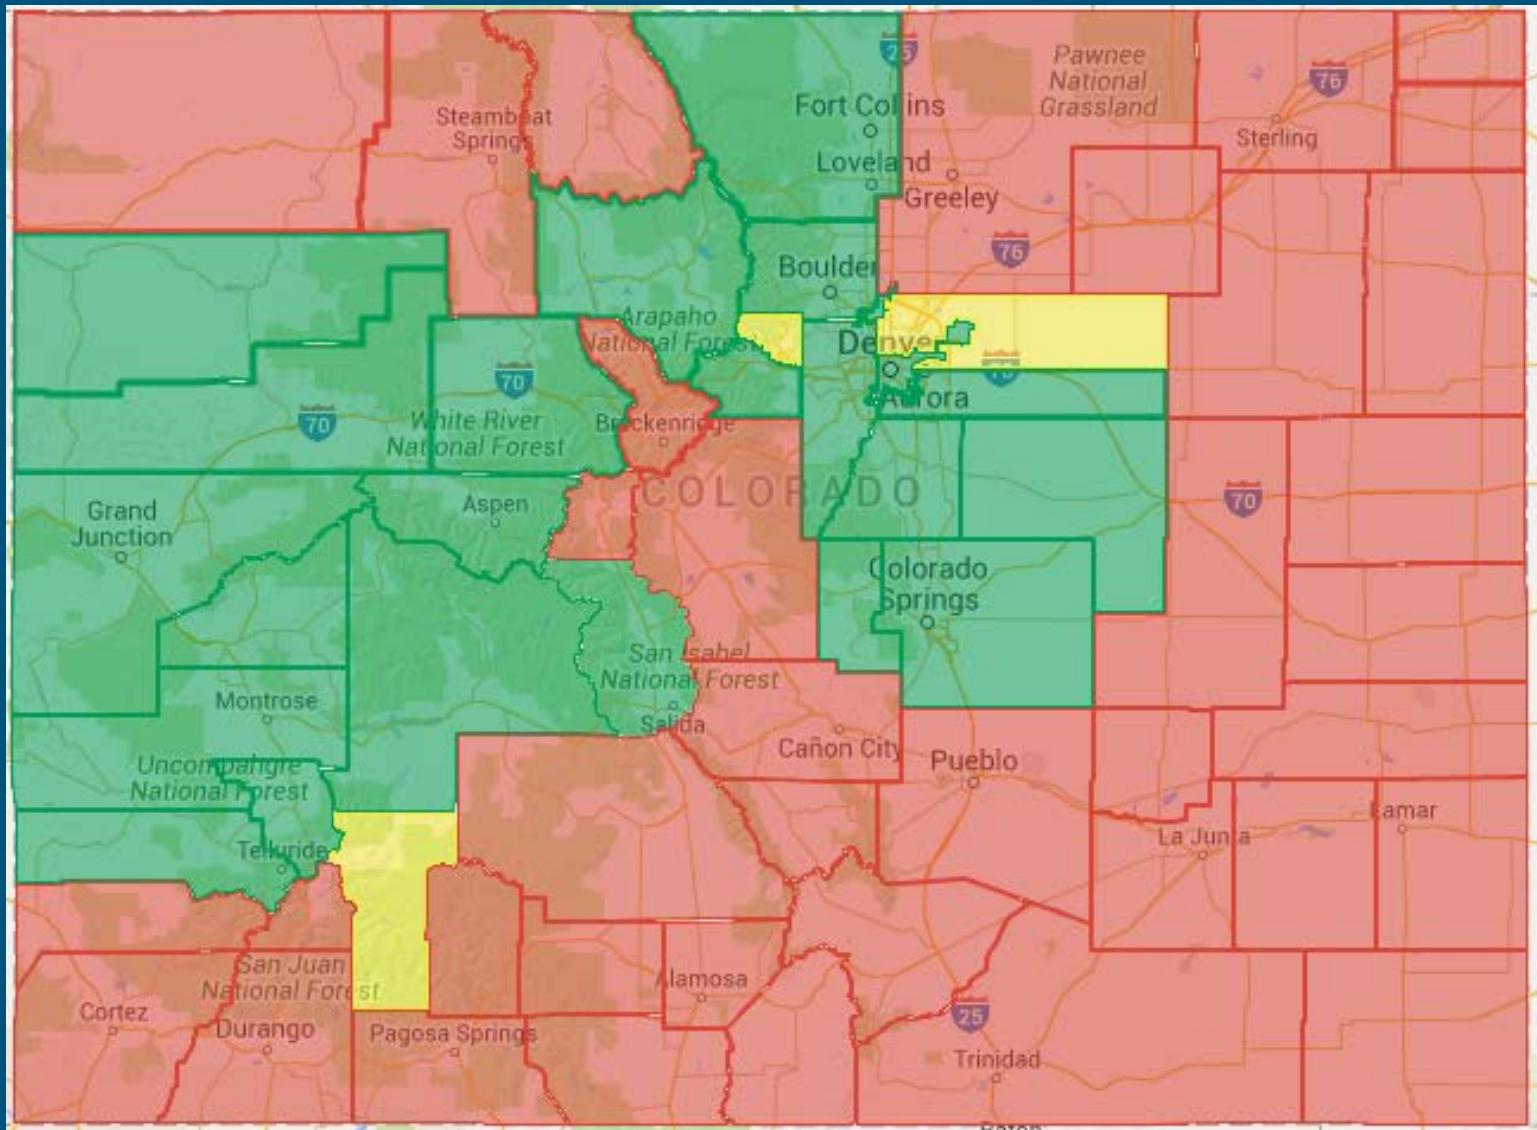 25
Pawnee
National
Grassland
76
Fort Collins
Steamboat
Springs
Sterling
Loveland
Greeley
76
Boulder
Arapaho
National Forest
Denve
70
70
Aurora
70
White River
National Forest
Breckenridge
COLORADO
70
Aspen
Grand
Junction
Colorado
Springs
San Isabel
National Forest
Montrose
Salida
Cañon City
Pueblo
Uncompahgre
National Forest
Lamar
La Junta
Telluride
San Juan
National Forest
Alamosa
Cortez
Durango
Pagosa Springs
25
Trinidad
Raton